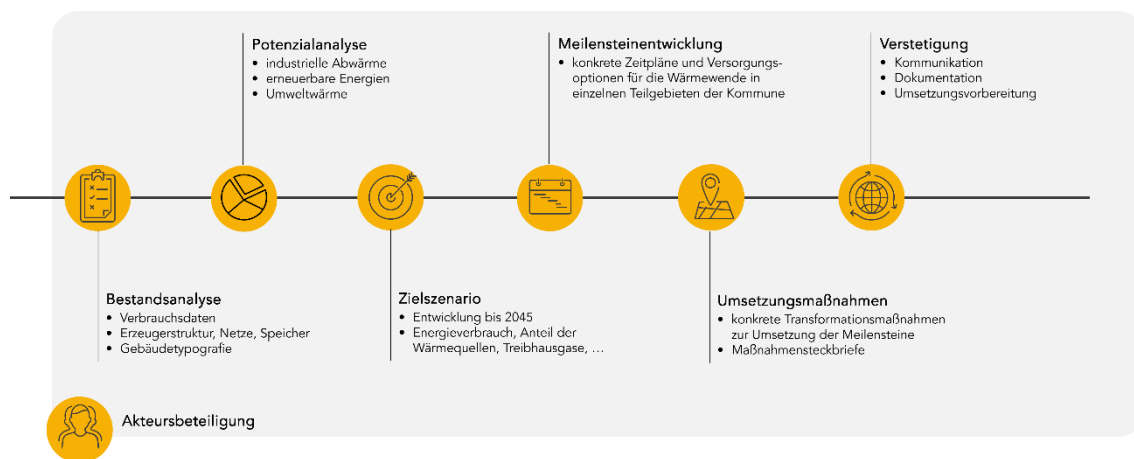 Potenzialanalyse
• industrielle Abwärme
• erneuerbare Energien
• Umweltwärme
Meilensteinentwicklung
• konkrete Zeitpläne und Versorgungs-
optionen für die Wärmewende in
einzelnen Teilgebieten der Kommune
Verstetigung
• Kommunikation
• Dokumentation
• Umsetzungsvorbereitung
Bestandsanalyse
• Verbrauchsdaten
• Erzeugerstruktur, Netze, Speicher
• Gebäudetypografie
Zielszenario
• Entwicklung bis 2045
• Energieverbrauch, Anteil der
Wärmequellen, Treibhausgase, …
Umsetzungsmaßnahmen
• konkrete Transformationsmaßnahmen
zur Umsetzung der Meilensteine
• Maßnahmensteckbriefe
Akteursbeteiligung